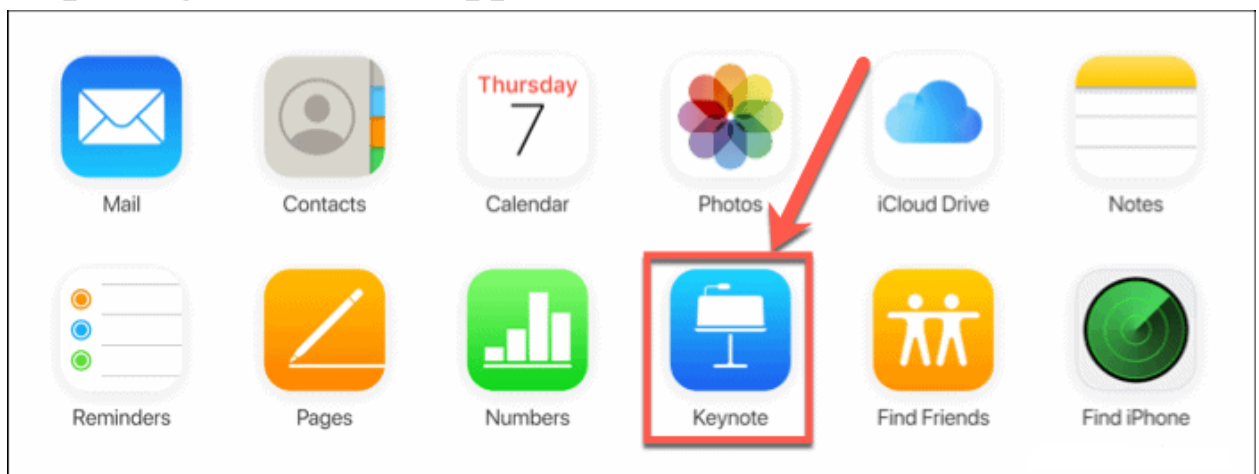 Mail Contacts Thursday 7 Calendar Photos iCloud Drive Notes
Reminders Pages Numbers Keynote Find Friends Find iPhone